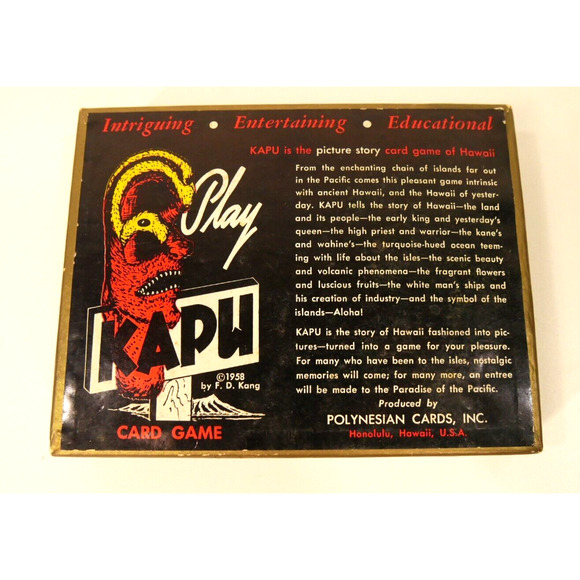 Intriguing • Entertaining • Educational
KAPU is the picture story card game of Hawaii
Play
KAPU
©1958
by F. D. Kang
CARD GAME
From the enchanting chain of islands far out
in the Pacific comes this pleasant game intrinsic
with ancient Hawaii, and the Hawaii of yester-
day. KAPU tells the story of Hawaii—the land
and its people—the early king and yesterday's
queen—the high priest and warrior—the kane's
and wahine's—the turquoise-hued ocean teem-
ing with life about the isles—the scenic beauty
and volcanic phenomena—the fragrant flowers
and luscious fruits—the white man's ships and
his creation of industry—and the symbol of the
islands—Aloha!
KAPU is the story of Hawaii fashioned into pic-
tures—turned into a game for your pleasure.
For many who have been to the isles, nostalgic
memories will come; for many more, an entree
will be made to the Paradise of the Pacific.
Produced by
POLYNESIAN CARDS, INC.
Honolulu, Hawaii, U.S.A.